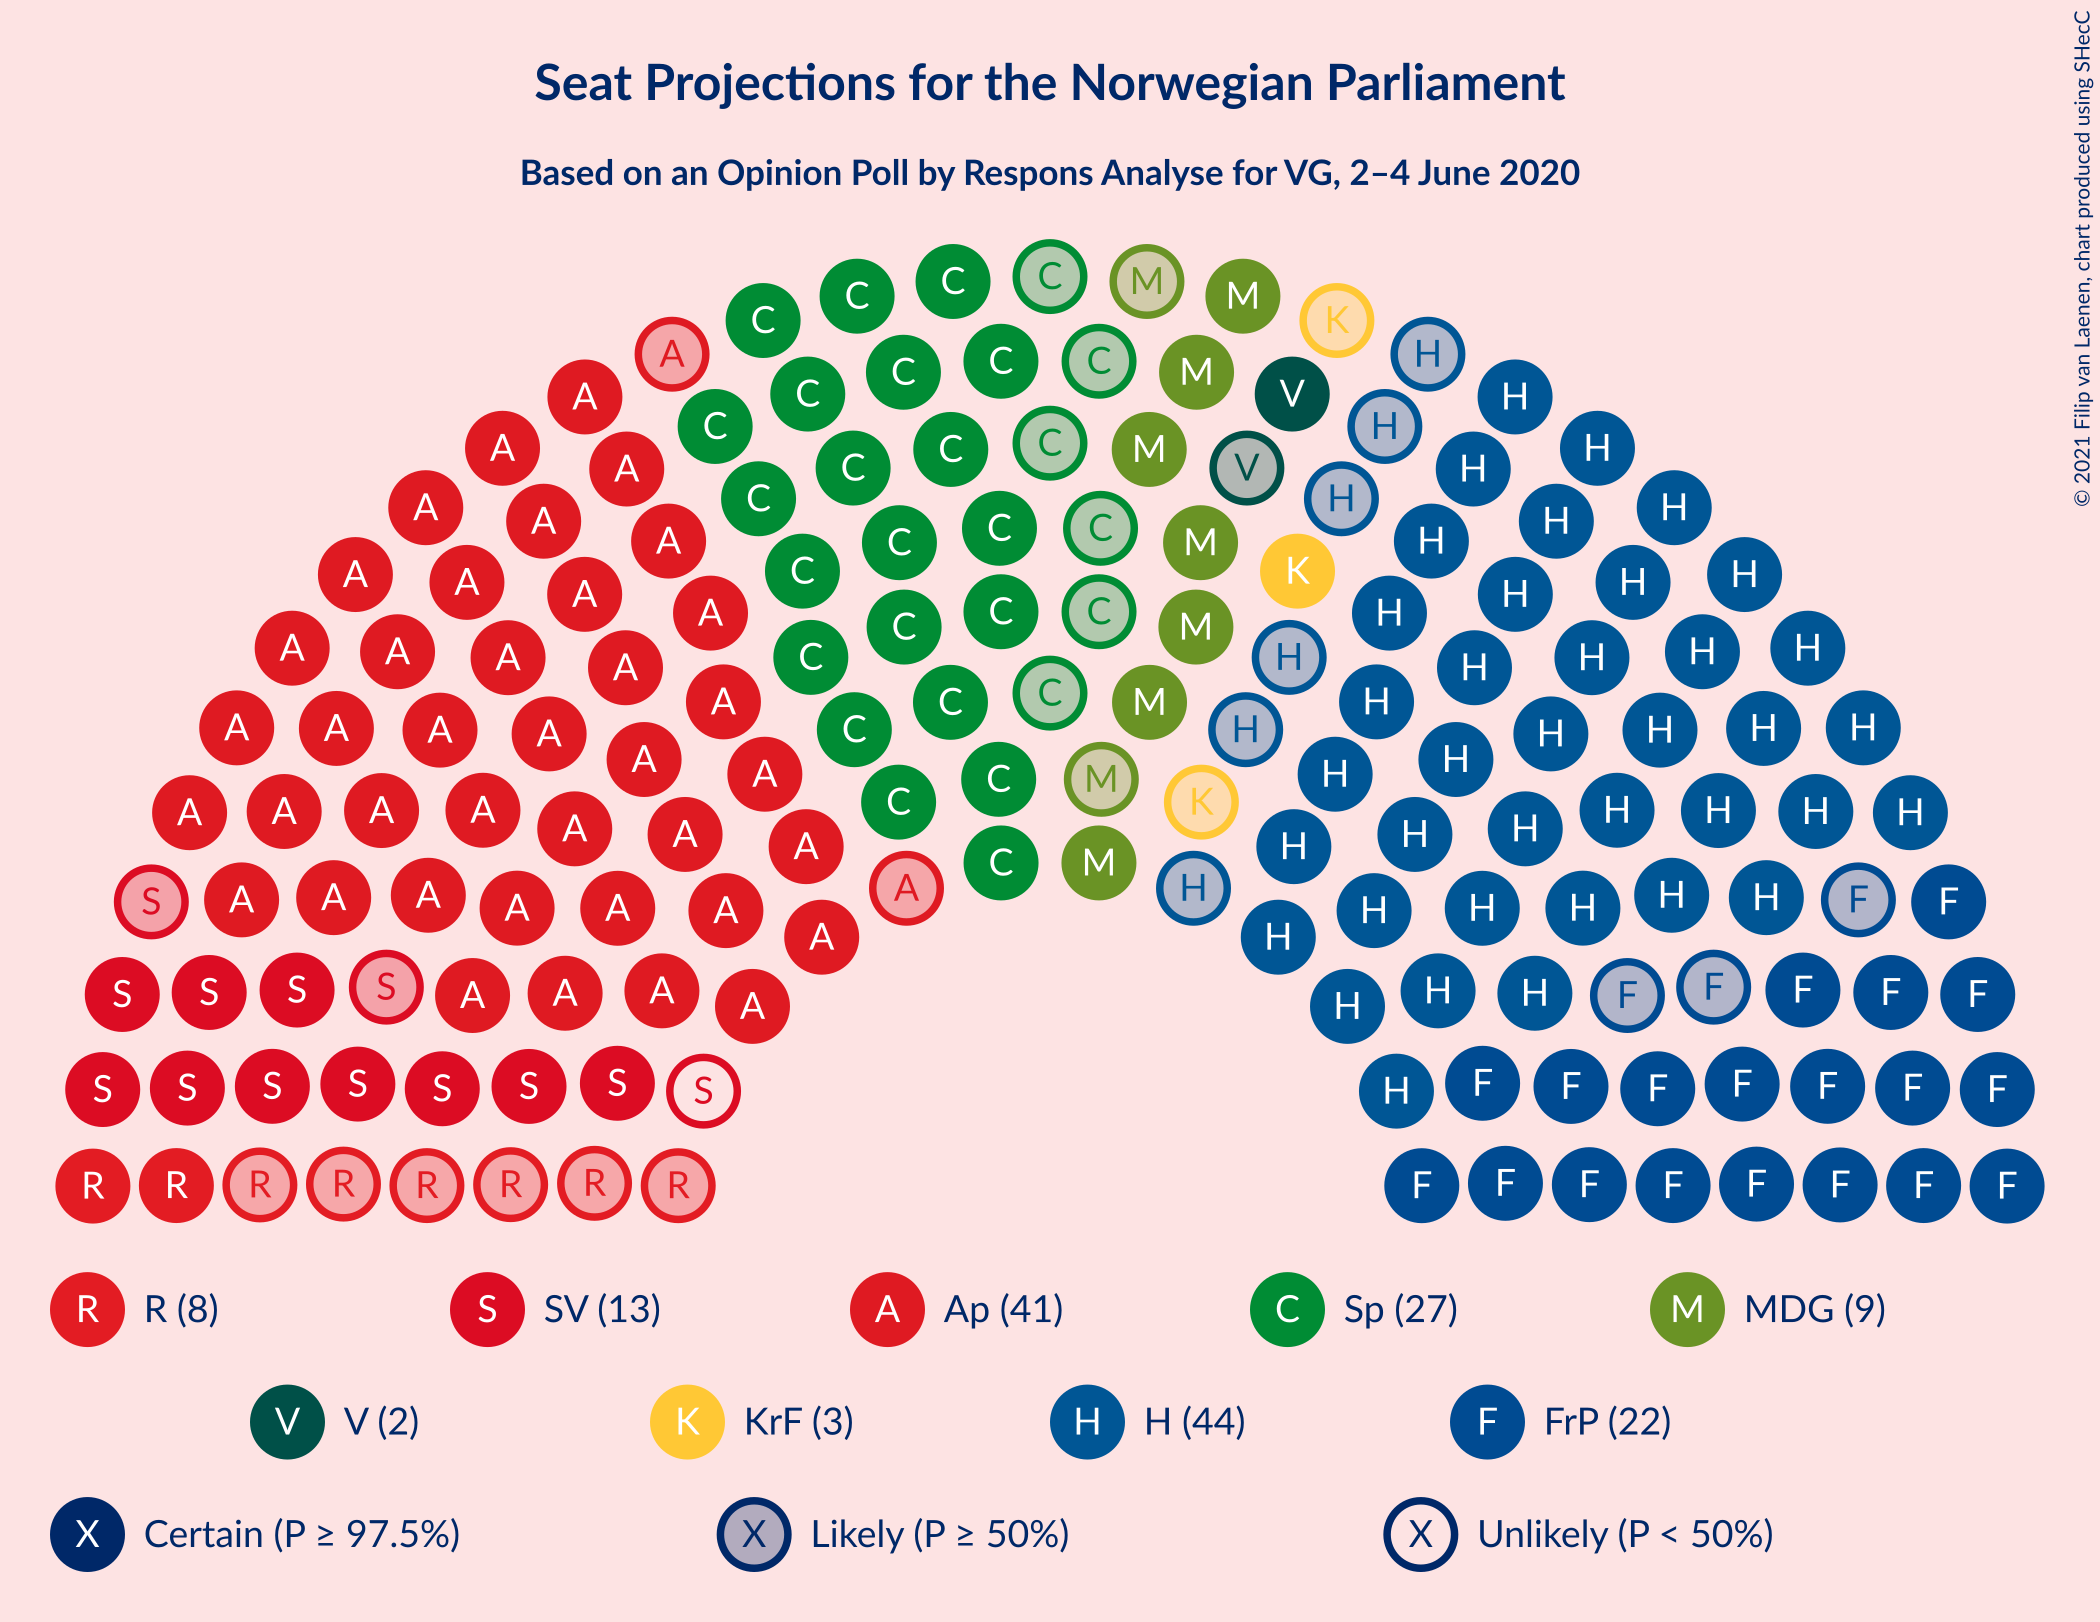 Seat Projections for the Norwegian Parliament
Based on an Opinion Poll by Respons Analyse for VG, 2–4 June 2020
© 2021 Filip van Laenen, chart produced using SHecC
C C C C M M K H
A C C C C M V H H
A A C C C C M V H H H
A A A C C C C M K H H H
A A A A C C C M H H H H
A A A A A C C C M H H H H H
A A A A A A C M K H H H H H H
A A A A A A A C M H H H H H H H
S A A A A A A A A H H H H H H F F
S S S S A A A A H H H F F F F F
S S S S S S S S H F F F F F F F
R R R R R R R R F F F F F F F F
R R (8) S SV (13) A Ap (41) C Sp (27) M MDG (9)
V V (2) K KrF (3) H H (44) F FrP (22)
X Certain (P ≥ 97.5%) X Likely (P ≥ 50%) X Unlikely (P < 50%)